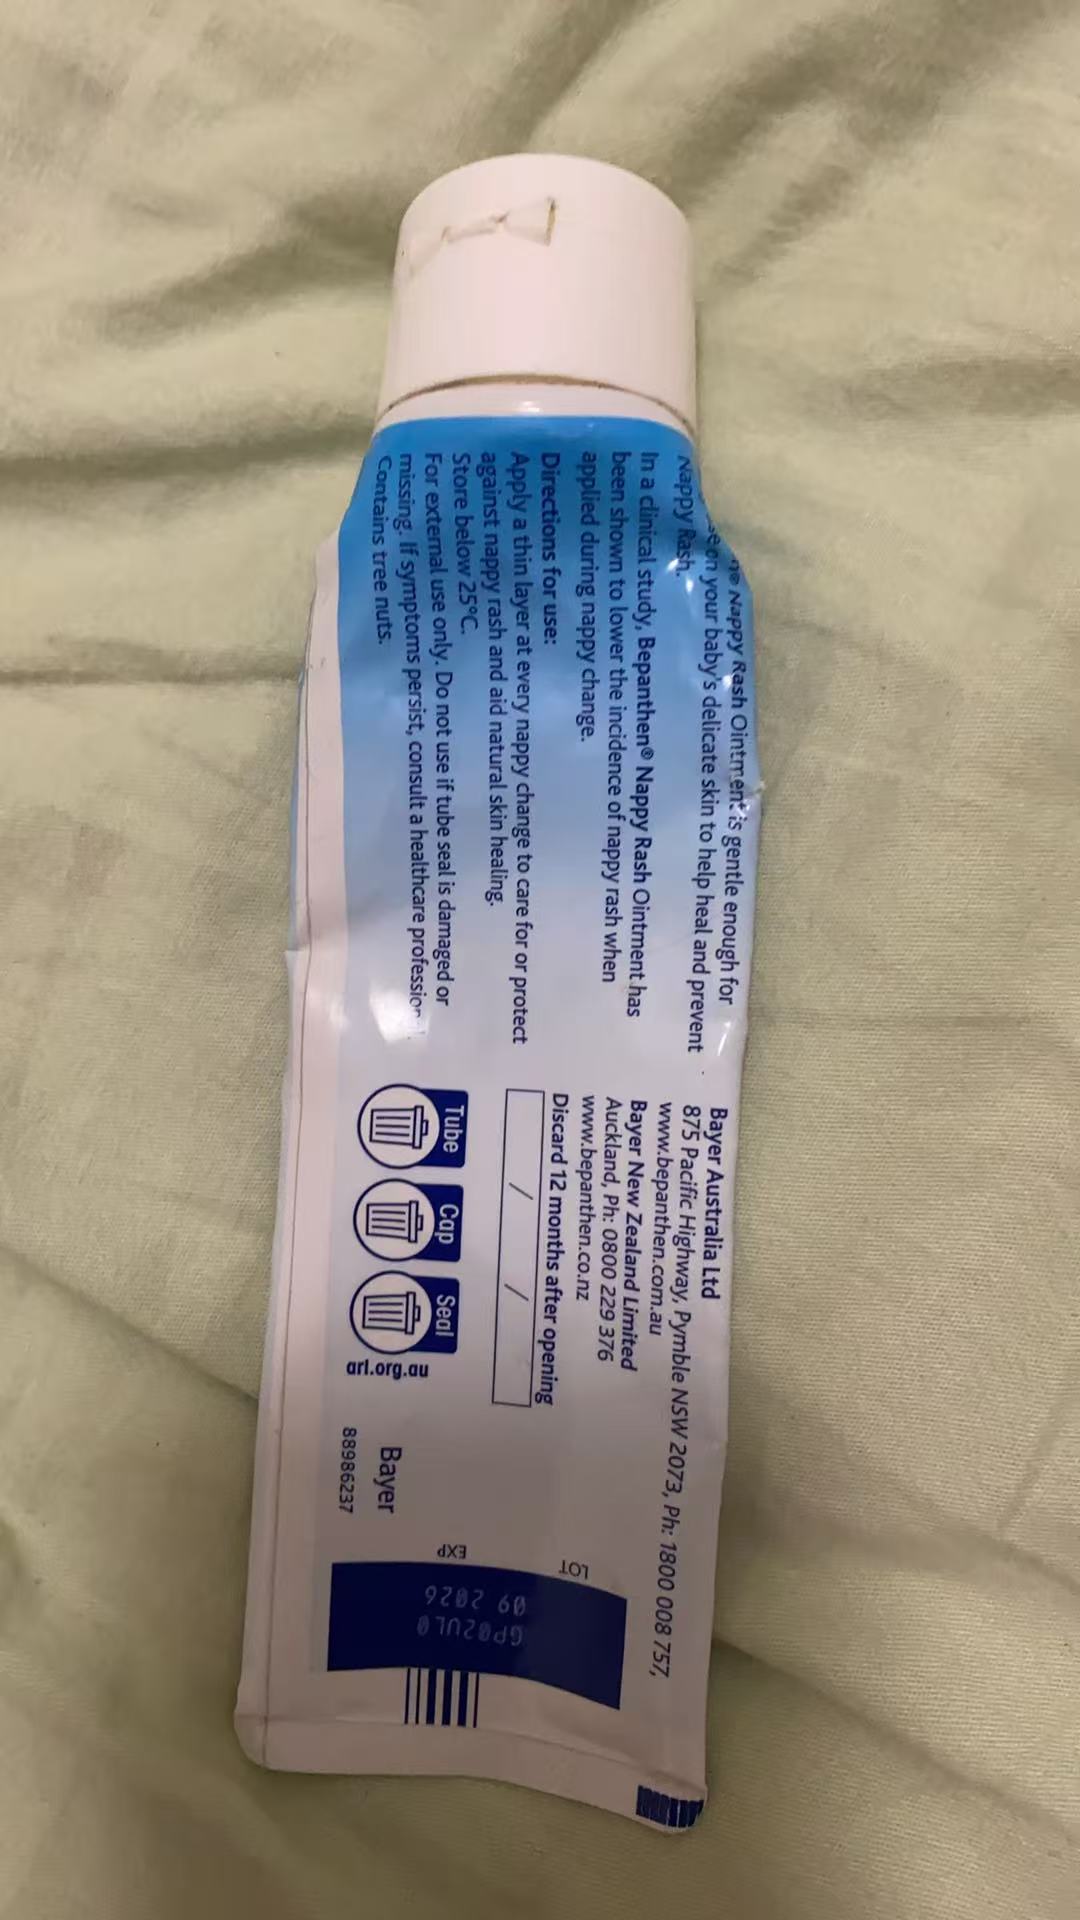 Nappy Rash Ointment is gentle enough for
on your baby's delicate skin to help heal and prevent
Nappy Rash.
In a clinical study, Bepanthen® Nappy Rash Ointment has
been shown to lower the incidence of nappy rash when
applied during nappy change.
Directions for use:
Apply a thin layer at every nappy change to care for or protect
against nappy rash and aid natural skin healing.
Store below 25°C.
For external use only. Do not use if tube seal is damaged or
missing. If symptoms persist, consult a healthcare
Contains tree nuts.
Bayer Australia Ltd
875 Pacific Highway, Pymble NSW 2073, Ph: 1800 008 757,
www.bepanthen.com.au
Bayer New Zealand Limited
Auckland, Ph: 0800 229 376
www.bepanthen.co.nz
Discard 12 months after opening
/ /
Tube Cap Seal
arl.org.au
Bayer
88986237
LOT
EXP
GP02UL0
09 2026